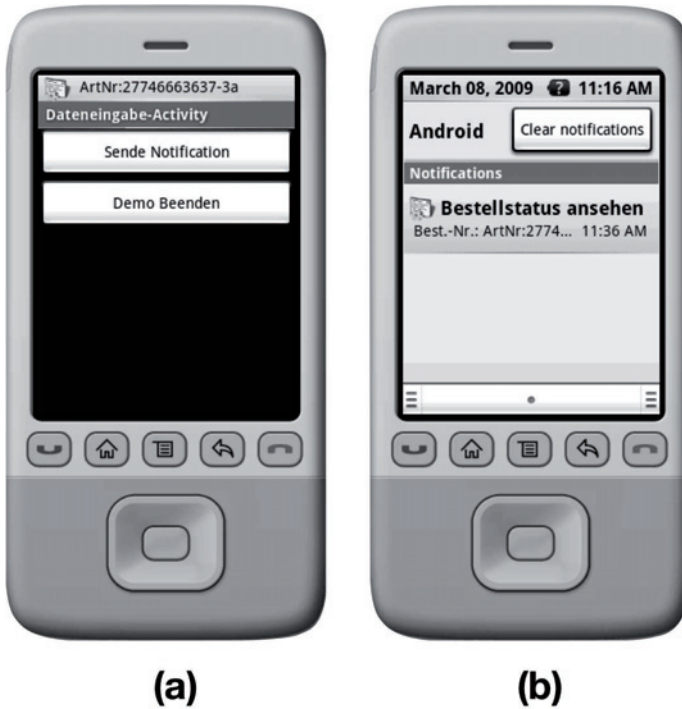 ArtNr:27746663637-3a
Dateneingabe-Activity
Sende Notification
Demo Beenden
March 08, 2009 ? 11:16 AM
Android Clear notifications
Notifications
Bestellstatus ansehen
Best.-Nr.: ArtNr:2774... 11:36 AM
(a) (b)